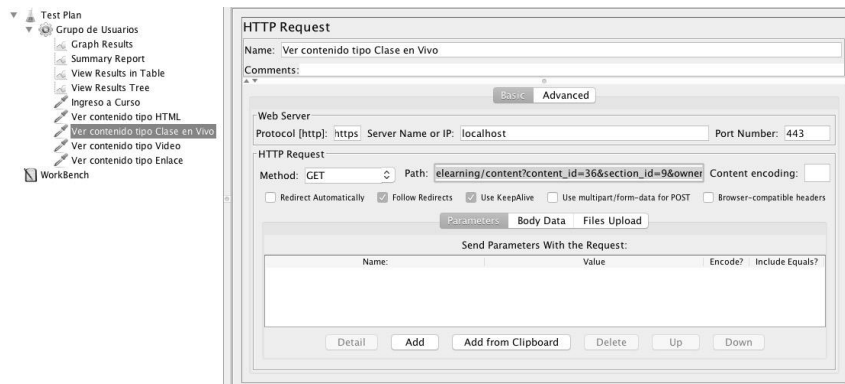 Test Plan
Grupo de Usuarios
Graph Results
Summary Report
View Results in Table
View Results Tree
Ingreso a Curso
Ver contenido tipo HTML
Ver contenido tipo Clase en Vivo
Ver contenido tipo Video
Ver contenido tipo Enlace
WorkBench
HTTP Request
Name: Ver contenido tipo Clase en Vivo
Comments:
Basic Advanced
Web Server
Protocol [http]: https Server Name or IP: localhost Port Number: 443
HTTP Request
Method: GET Path: elearning/content?content_id=36&section_id=9&owner Content encoding:
Redirect Automatically Follow Redirects Use KeepAlive Use multipart/form-data for POST Browser-compatible headers
Parameters Body Data Files Upload
Send Parameters With the Request:
Name: Value Encode? Include Equals?
Detail Add Add from Clipboard Delete Up Down